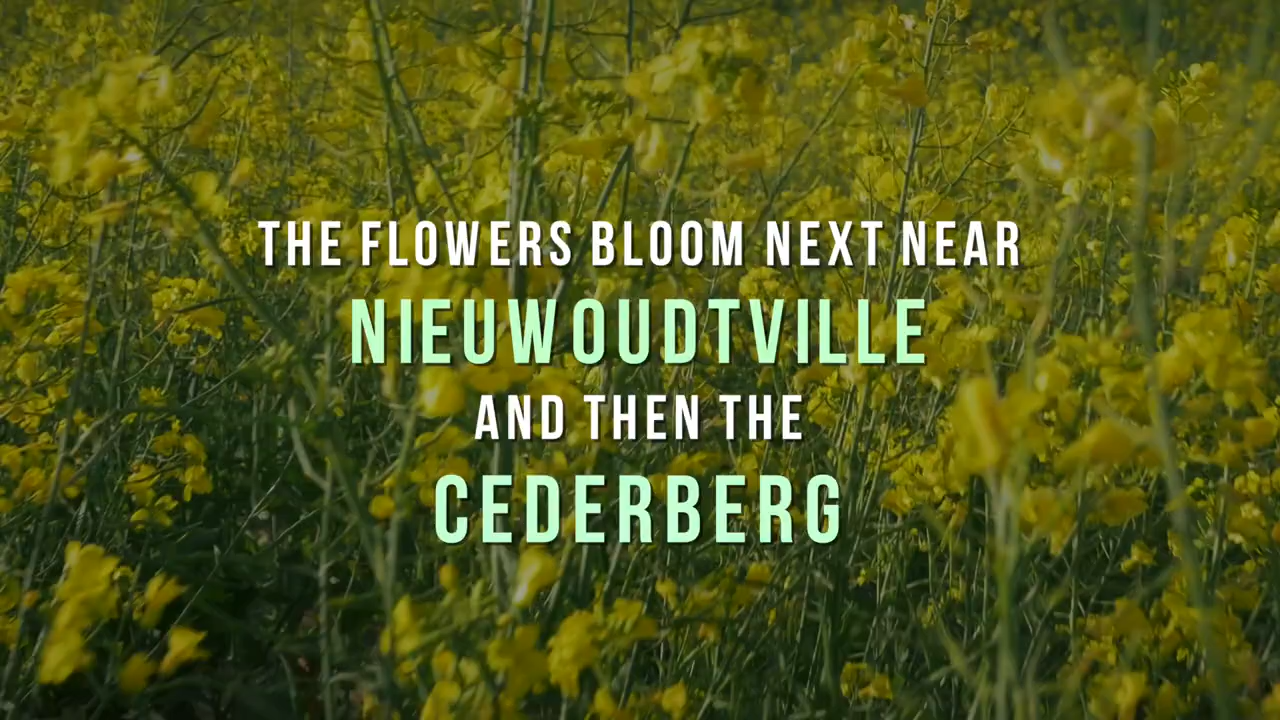 THE FLOWERS BLOOM NEXT NEAR
NIEUWOUDTVILLE
AND THEN THE
CEDERBERG